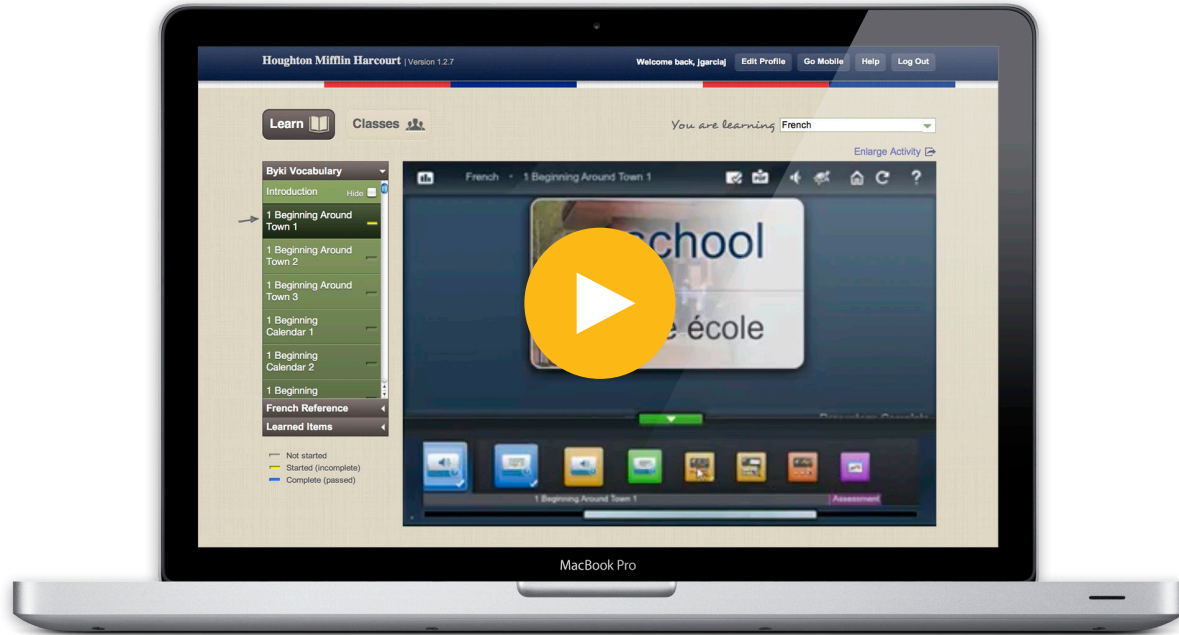 Houghton Mifflin Harcourt | Version 1.2.7
Welcome back, jgarciaj Edit Profile Go Mobile Help Log Out
Learn Classes
You are learning French
Enlarge Activity
Byki Vocabulary
Introduction Hide
1 Beginning Around
Town 1
1 Beginning Around
Town 2
1 Beginning Around
Town 3
1 Beginning
Calendar 1
1 Beginning
Calendar 2
1 Beginning
French Reference
Learned Items
Not started
Started (incomplete)
Complete (passed)
French • 1 Beginning Around Town 1
PDF
?
school
école
1 Beginning Around Town 1 Assessment
MacBook Pro